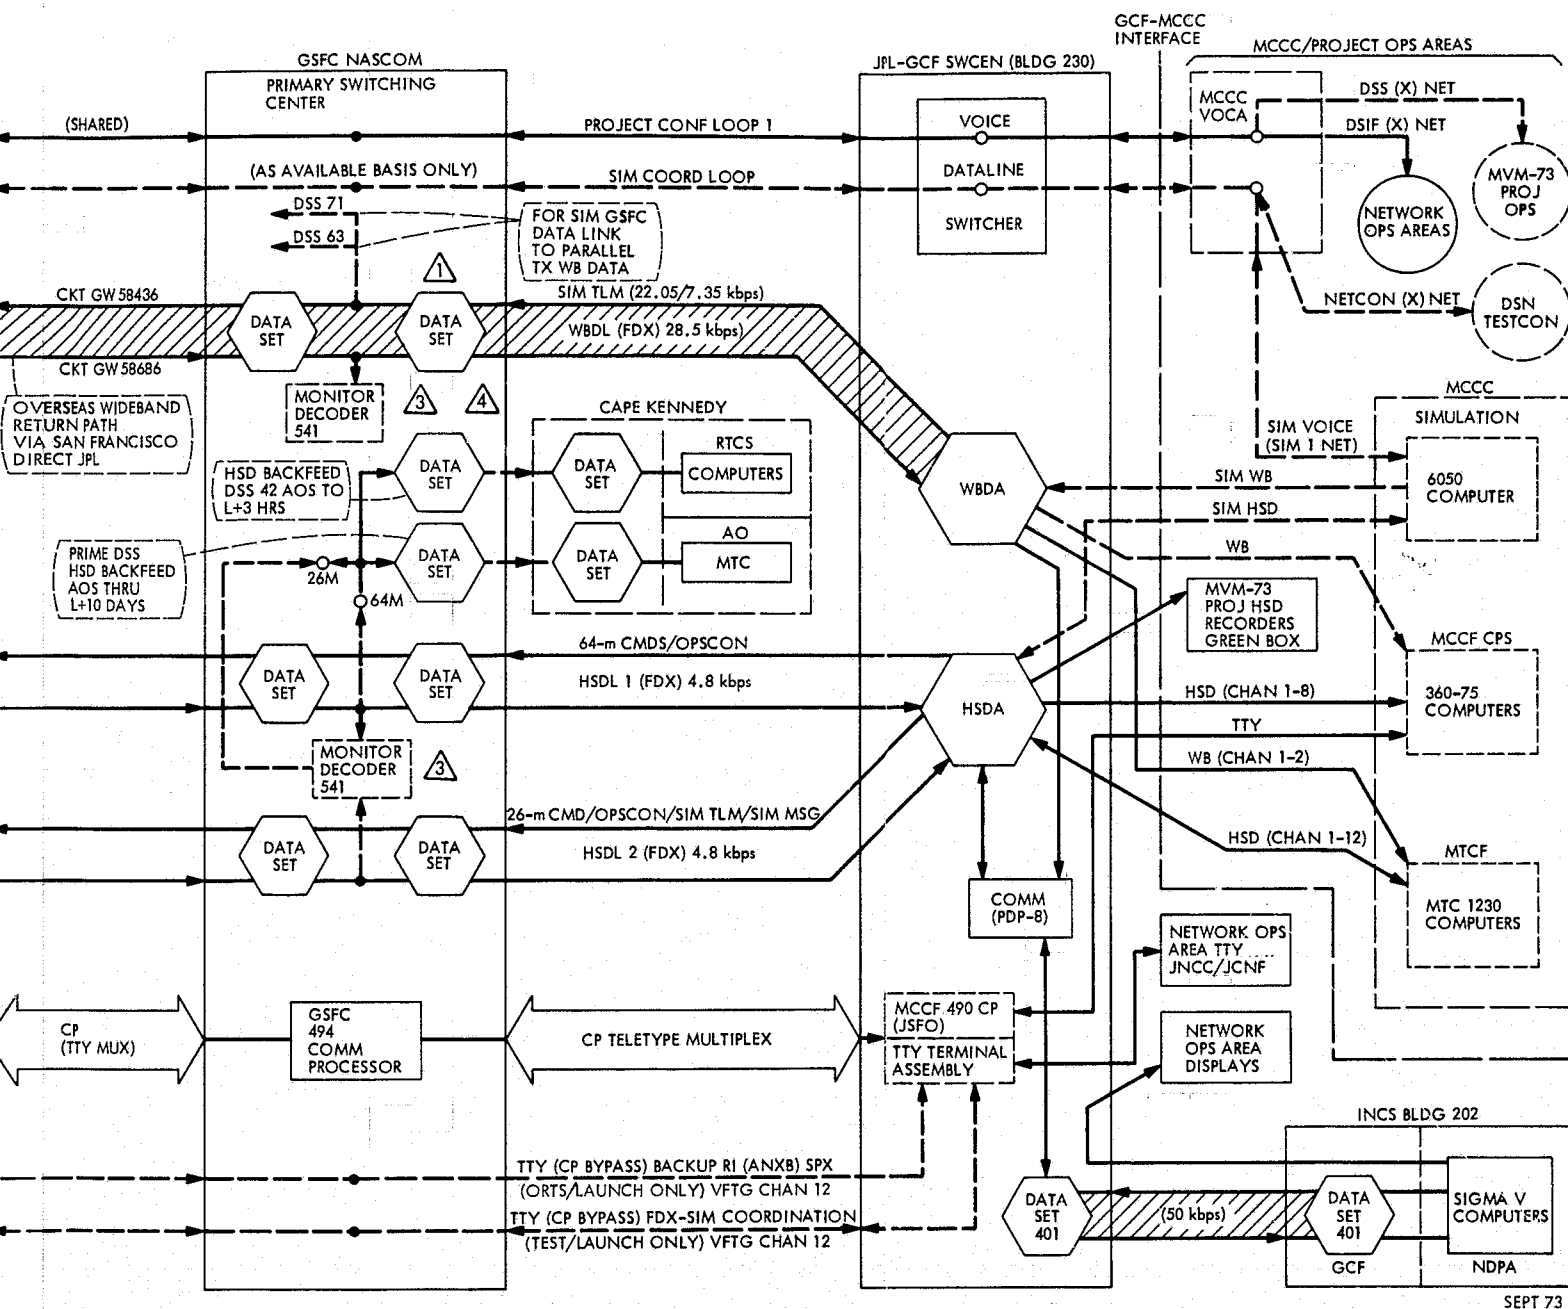 GCF-MCCC
INTERFACE
MCCC/PROJECT OPS AREAS
GSFC NASCOM
JPL-GCF SWCEN (BLDG 230)
PRIMARY SWITCHING
CENTER
(SHARED)
PROJECT CONF LOOP 1
VOICE
MCCC
VOCA
DSS (X) NET
DSIF (X) NET
(AS AVAILABLE BASIS ONLY)
SIM COORD LOOP
DATALINE
SWITCHER
MVM-73
PROJ
OPS
NETWORK
OPS AREAS
DSS 71
DSS 63
FOR SIM GSFC
DATA LINK
TO PARALLEL
TX WB DATA
1
CKT GW 58436
SIM TLM (22.05/7.35 kbps)
NETCON (X) NET
DSN
TESTCON
DATA
SET
DATA
SET
WBDL (FDX) 28.5 kbps)
CKT GW 58686
OVERSEAS WIDEBAND
RETURN PATH
VIA SAN FRANCISCO
DIRECT JPL
MONITOR
DECODER
541
3
4
CAPE KENNEDY
MCCC
SIMULATION
SIM VOICE
(SIM 1 NET)
6050
COMPUTER
HSD BACKFEED
DSS 42 AOS TO
L+3 HRS
DATA
SET
DATA
SET
RTCS
COMPUTERS
WBDA
SIM WB
SIM HSD
WB
PRIME DSS
HSD BACKFEED
AOS THRU
L+10 DAYS
26M
64M
DATA
SET
DATA
SET
AO
MTC
MVM-73
PROJ HSD
RECORDERS
GREEN BOX
MCCF CPS
360-75
COMPUTERS
64-m CMDS/OPSCON
DATA
SET
DATA
SET
HSDL 1 (FDX) 4.8 kbps
HSDA
HSD (CHAN 1-8)
TTY
WB (CHAN 1-2)
MONITOR
DECODER
541
3
26-m CMD/OPSCON/SIM TLM/SIM MSG
DATA
SET
DATA
SET
HSDL 2 (FDX) 4.8 kbps
HSD (CHAN 1-12)
MTCF
MTC 1230
COMPUTERS
COMM
(PDP-8)
NETWORK OPS
AREA TTY
JNCC/JCNF
CP
(TTY MUX)
GSFC
494
COMM
PROCESSOR
CP TELETYPE MULTIPLEX
MCCF 490 CP
(JSFO)
TTY TERMINAL
ASSEMBLY
NETWORK
OPS AREA
DISPLAYS
INCS BLDG 202
TTY (CP BYPASS) BACKUP RI (ANXB) SPX
(ORTS/LAUNCH ONLY) VFTG CHAN 12
TTY (CP BYPASS) FDX-SIM COORDINATION
(TEST/LAUNCH ONLY) VFTG CHAN 12
DATA
SET
401
(50 kbps)
DATA
SET
401
SIGMA V
COMPUTERS
GCF
NDPA
SEPT 73